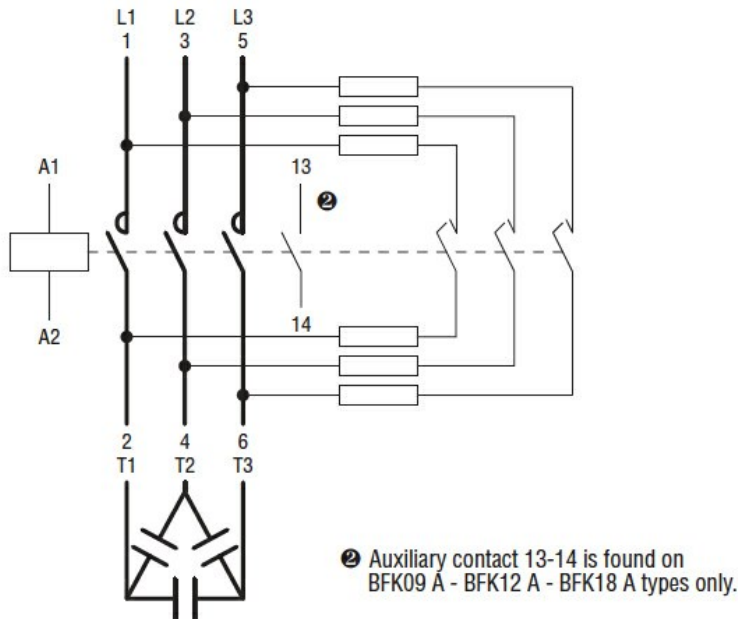 L1 L2 L3
1 3 5
A1
13
❷
14
A2
2 4 6
T1 T2 T3
❷ Auxiliary contact 13-14 is found on
BFK09 A - BFK12 A - BFK18 A types only.